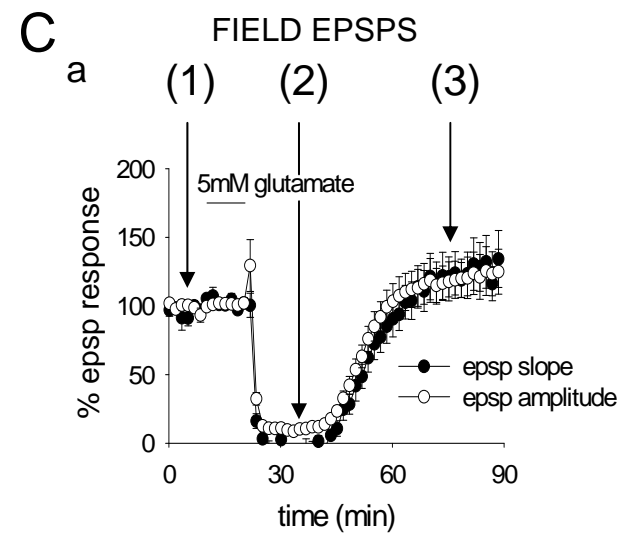 C
FIELD EPSPS
a
(1) (2) (3)
200
5mM glutamate
150
% epsp response
100
50
epsp slope
epsp amplitude
0
0 30 60 90
time (min)